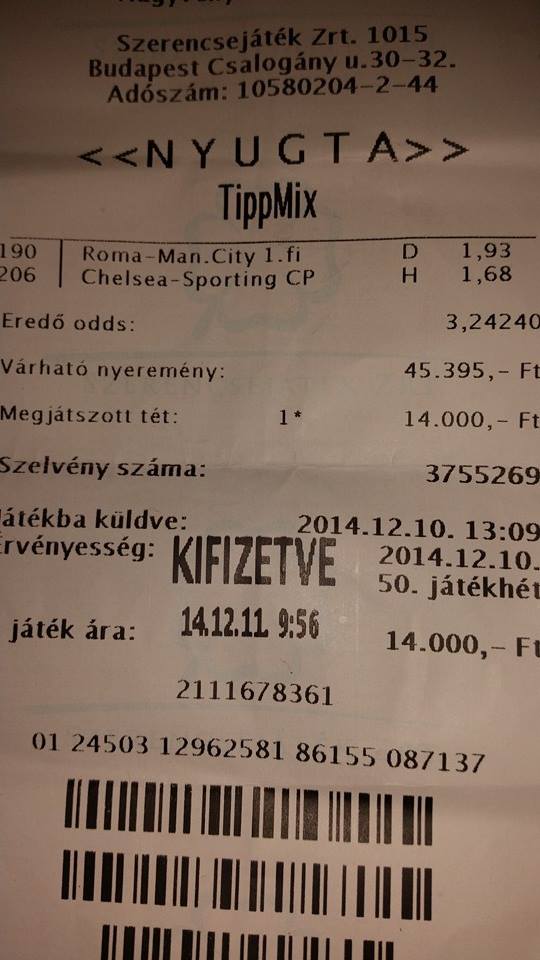 Szerencsejáték Zrt. 1015
Budapest Csalogány u.30-32.
Adószám: 10580204-2-44
<<NYUGTA>>
TippMix
190 Roma-Man.City 1.fi D 1,93
206 Chelsea-Sporting CP H 1,68
Eredő odds: 3,24240
Várható nyeremény: 45.395,- Ft
Megjátszott tét: 1* 14.000,- Ft
Szelvény száma: 3755269
Játékba küldve: 2014.12.10. 13:09
Érvényesség: 2014.12.10.
KIFIZETVE
50. játékhét
14.12.11. 9:56
játék ára: 14.000,- Ft
2111678361
01 24503 12962581 86155 087137